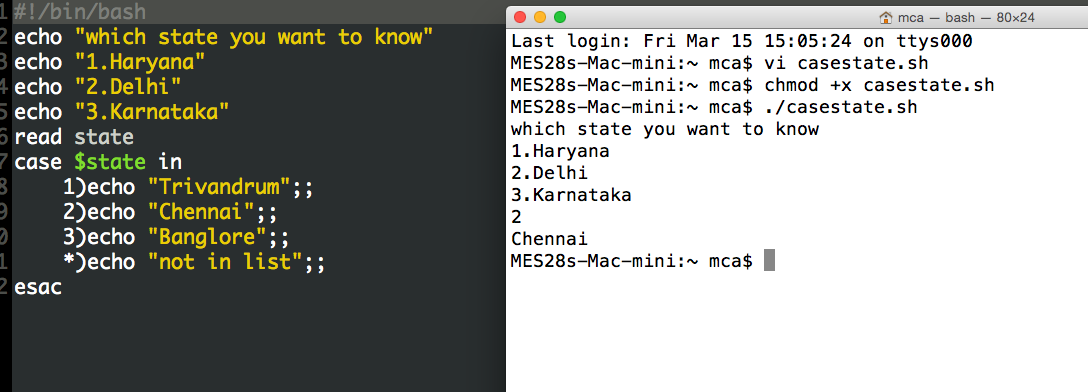 1 #!/bin/bash
2 echo "which state you want to know"
3 echo "1.Haryana"
4 echo "2.Delhi"
5 echo "3.Karnataka"
6 read state
7 case $state in
8     1)echo "Trivandrum";;
9     2)echo "Chennai";;
0     3)echo "Banglore";;
1     *)echo "not in list";;
2 esac
mca — bash — 80×24
Last login: Fri Mar 15 15:05:24 on ttys000
MES28s-Mac-mini:~ mca$ vi casestate.sh
MES28s-Mac-mini:~ mca$ chmod +x casestate.sh
MES28s-Mac-mini:~ mca$ ./casestate.sh
which state you want to know
1.Haryana
2.Delhi
3.Karnataka
2
Chennai
MES28s-Mac-mini:~ mca$